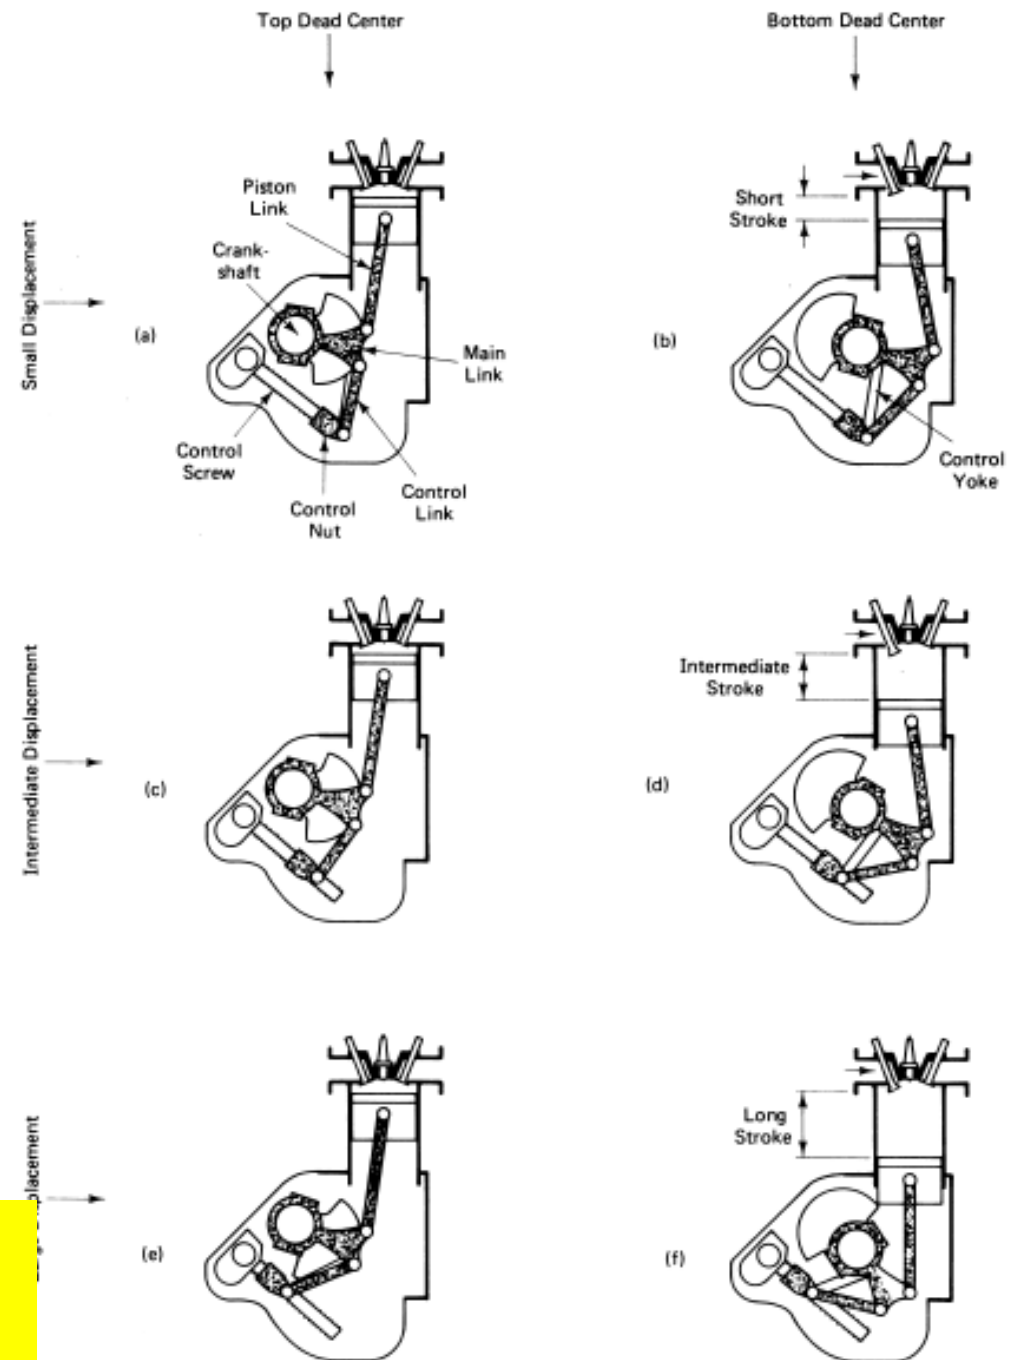 Top Dead Center
Bottom Dead Center
Small Displacement
Piston
Link
Crank-
shaft
(a)
Main
Link
Control
Screw
Control
Nut
Control
Link
Short
Stroke
(b)
Control
Yoke
Intermediate Displacement
(c)
Intermediate
Stroke
(d)
placement
(e)
Long
Stroke
(f)